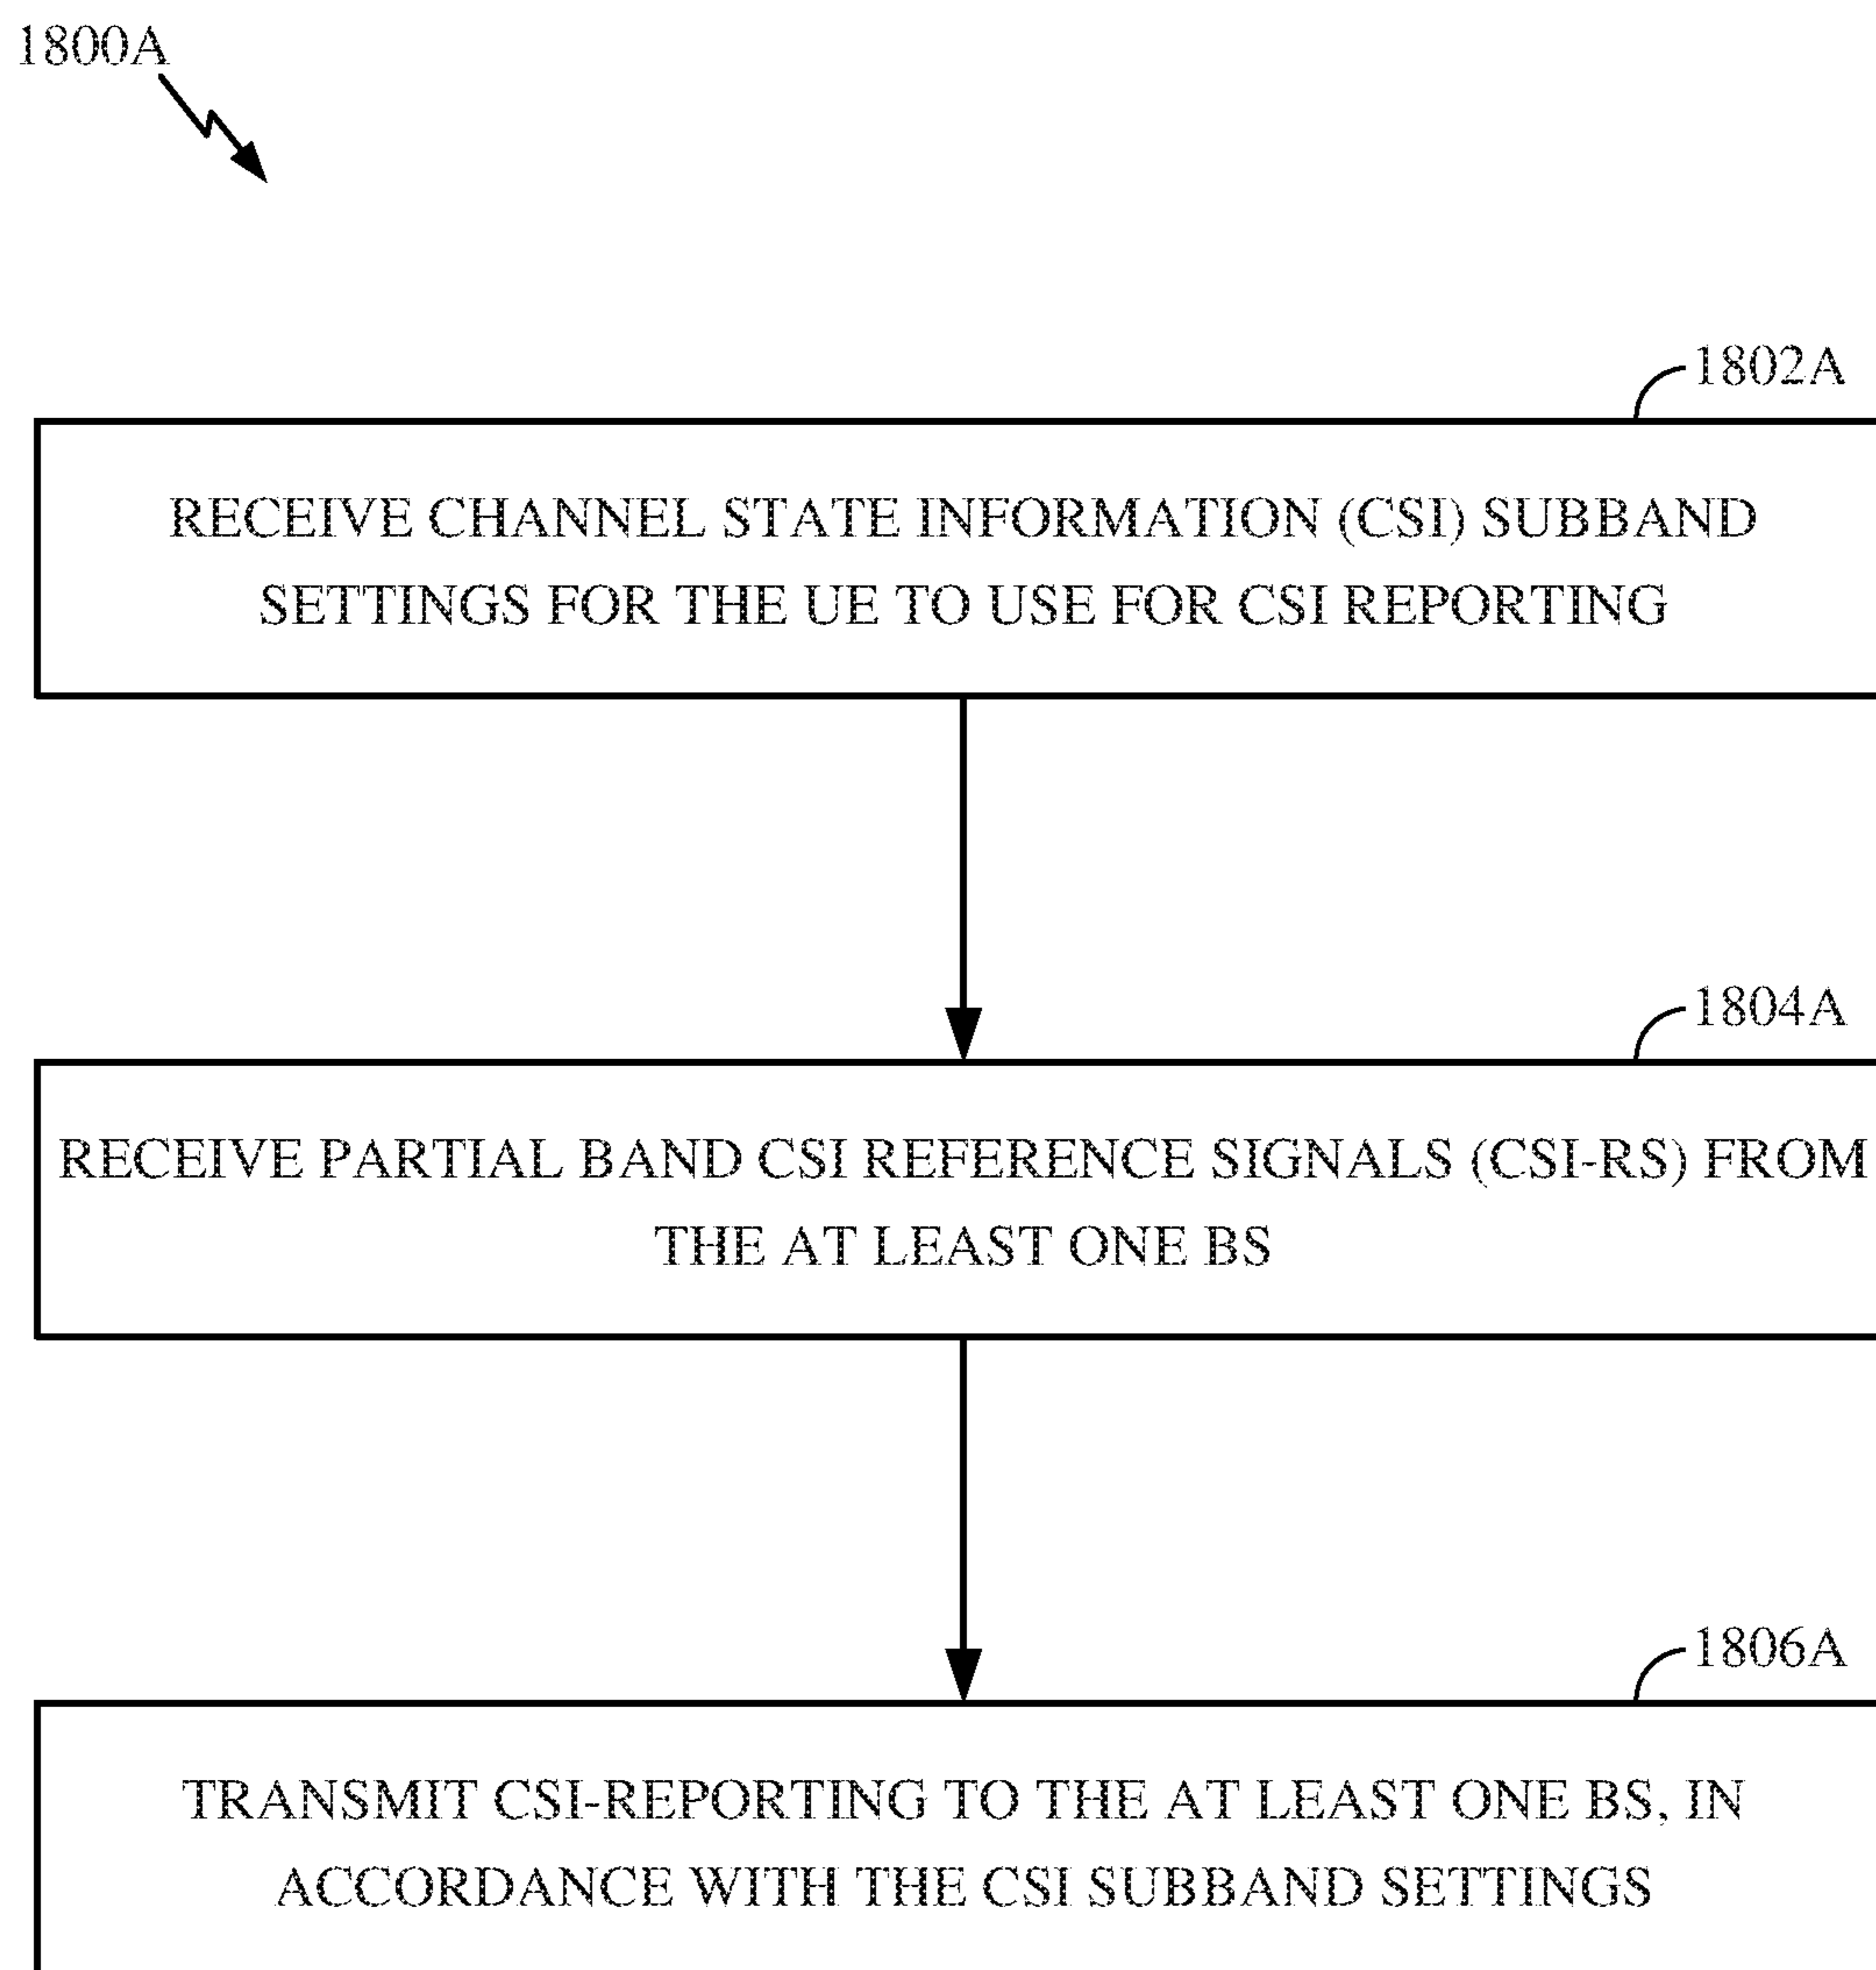 1800A
1802A
RECEIVE CHANNEL STATE INFORMATION (CSI) SUBBAND
SETTINGS FOR THE UE TO USE FOR CSI REPORTING
1804A
RECEIVE PARTIAL BAND CSI REFERENCE SIGNALS (CSI-RS) FROM
THE AT LEAST ONE BS
1806A
TRANSMIT CSI-REPORTING TO THE AT LEAST ONE BS, IN
ACCORDANCE WITH THE CSI SUBBAND SETTINGS